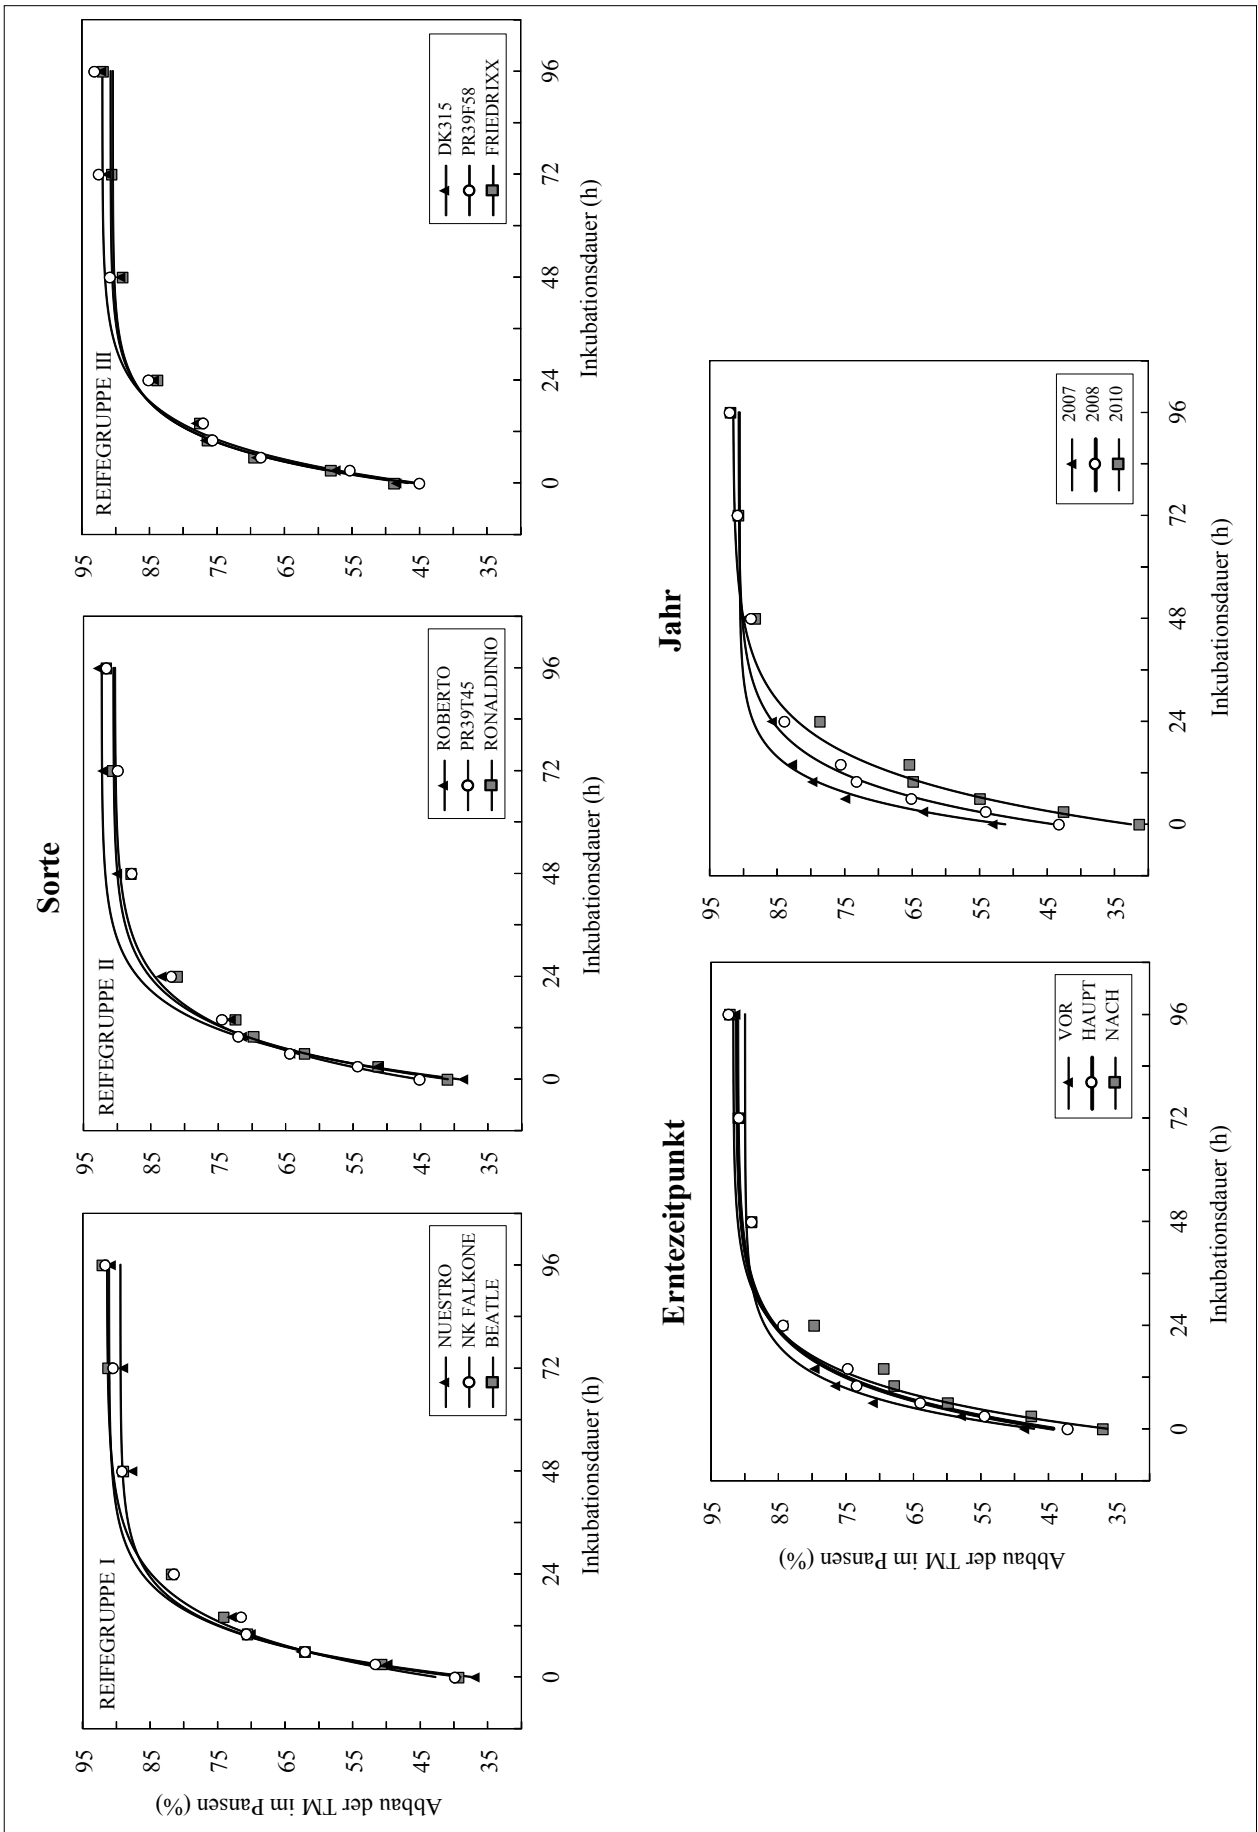 Sorte
Abbau der TM im Pansen (%)
95
85
75
65
55
45
35
REIFEGRUPPE I
NUESTRO
NK FALKONE
BEATLE
0
24
48
72
96
Inkubationsdauer (h)
95
85
75
65
55
45
35
REIFEGRUPPE II
ROBERTO
PR39T45
RONALDINIO
0
24
48
72
96
Inkubationsdauer (h)
95
85
75
65
55
45
35
REIFEGRUPPE III
DK315
PR39F58
FRIEDRIXX
0
24
48
72
96
Inkubationsdauer (h)
Erntezeitpunkt
Abbau der TM im Pansen (%)
95
85
75
65
55
45
35
VOR
HAUPT
NACH
0
24
48
72
96
Inkubationsdauer (h)
Jahr
95
85
75
65
55
45
35
2007
2008
2010
0
24
48
72
96
Inkubationsdauer (h)